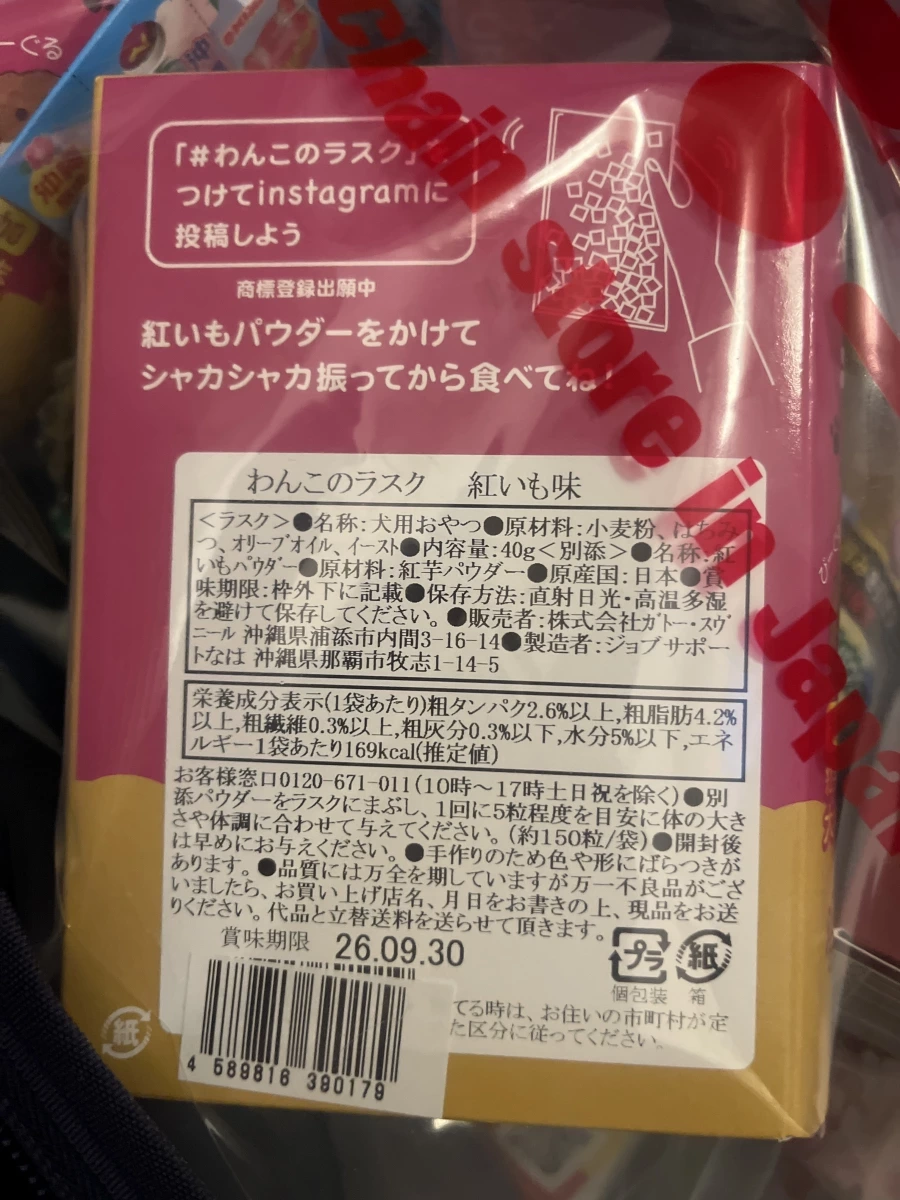 「#わんこのラスク」
つけてinstagramに
投稿しよう
商標登録出願中
紅いもパウダーをかけて
シャカシャカ振ってから食べてね!
chain store in Japan
わんこのラスク 紅いも味
<ラスク>●名称:犬用おやつ●原材料:小麦粉、はちみ
つ、オリーブオイル、イースト●内容量:40g<別添>●名称:紅
いもパウダー●原材料:紅芋パウダー●原産国:日本●賞
味期限:枠外下に記載●保存方法:直射日光・高温多湿
を避けて保存してください。●販売者:株式会社ガトー・スヴ
ニール 沖縄県浦添市内間3-16-14●製造者:ジョブサポー
トなは 沖縄県那覇市牧志1-14-5
栄養成分表示(1袋あたり)粗タンパク2.6%以上,粗脂肪4.2%
以上,粗繊維0.3%以上,粗灰分0.3%以下,水分5%以下,エネ
ルギー1袋あたり169kcal(推定値)
お客様窓口0120-671-011(10時～17時土日祝を除く)●別
添パウダーをラスクにまぶし、1回に5粒程度を目安に体の大き
さや体調に合わせて与えてください。(約150粒/袋)●開封後
は早めにお与えください。●手作りのため色や形にばらつきが
あります。●品質には万全を期していますが万一不良品がござ
いましたら、お買い上げ店名、月日をお書きの上、現品をお送
りください。代品と立替送料を送らせて頂きます。
賞味期限 26.09.30
プラ 紙
個包装 箱
てる時は、お住いの市町村が定
た区分に従ってください。
紙
4 589816 390179